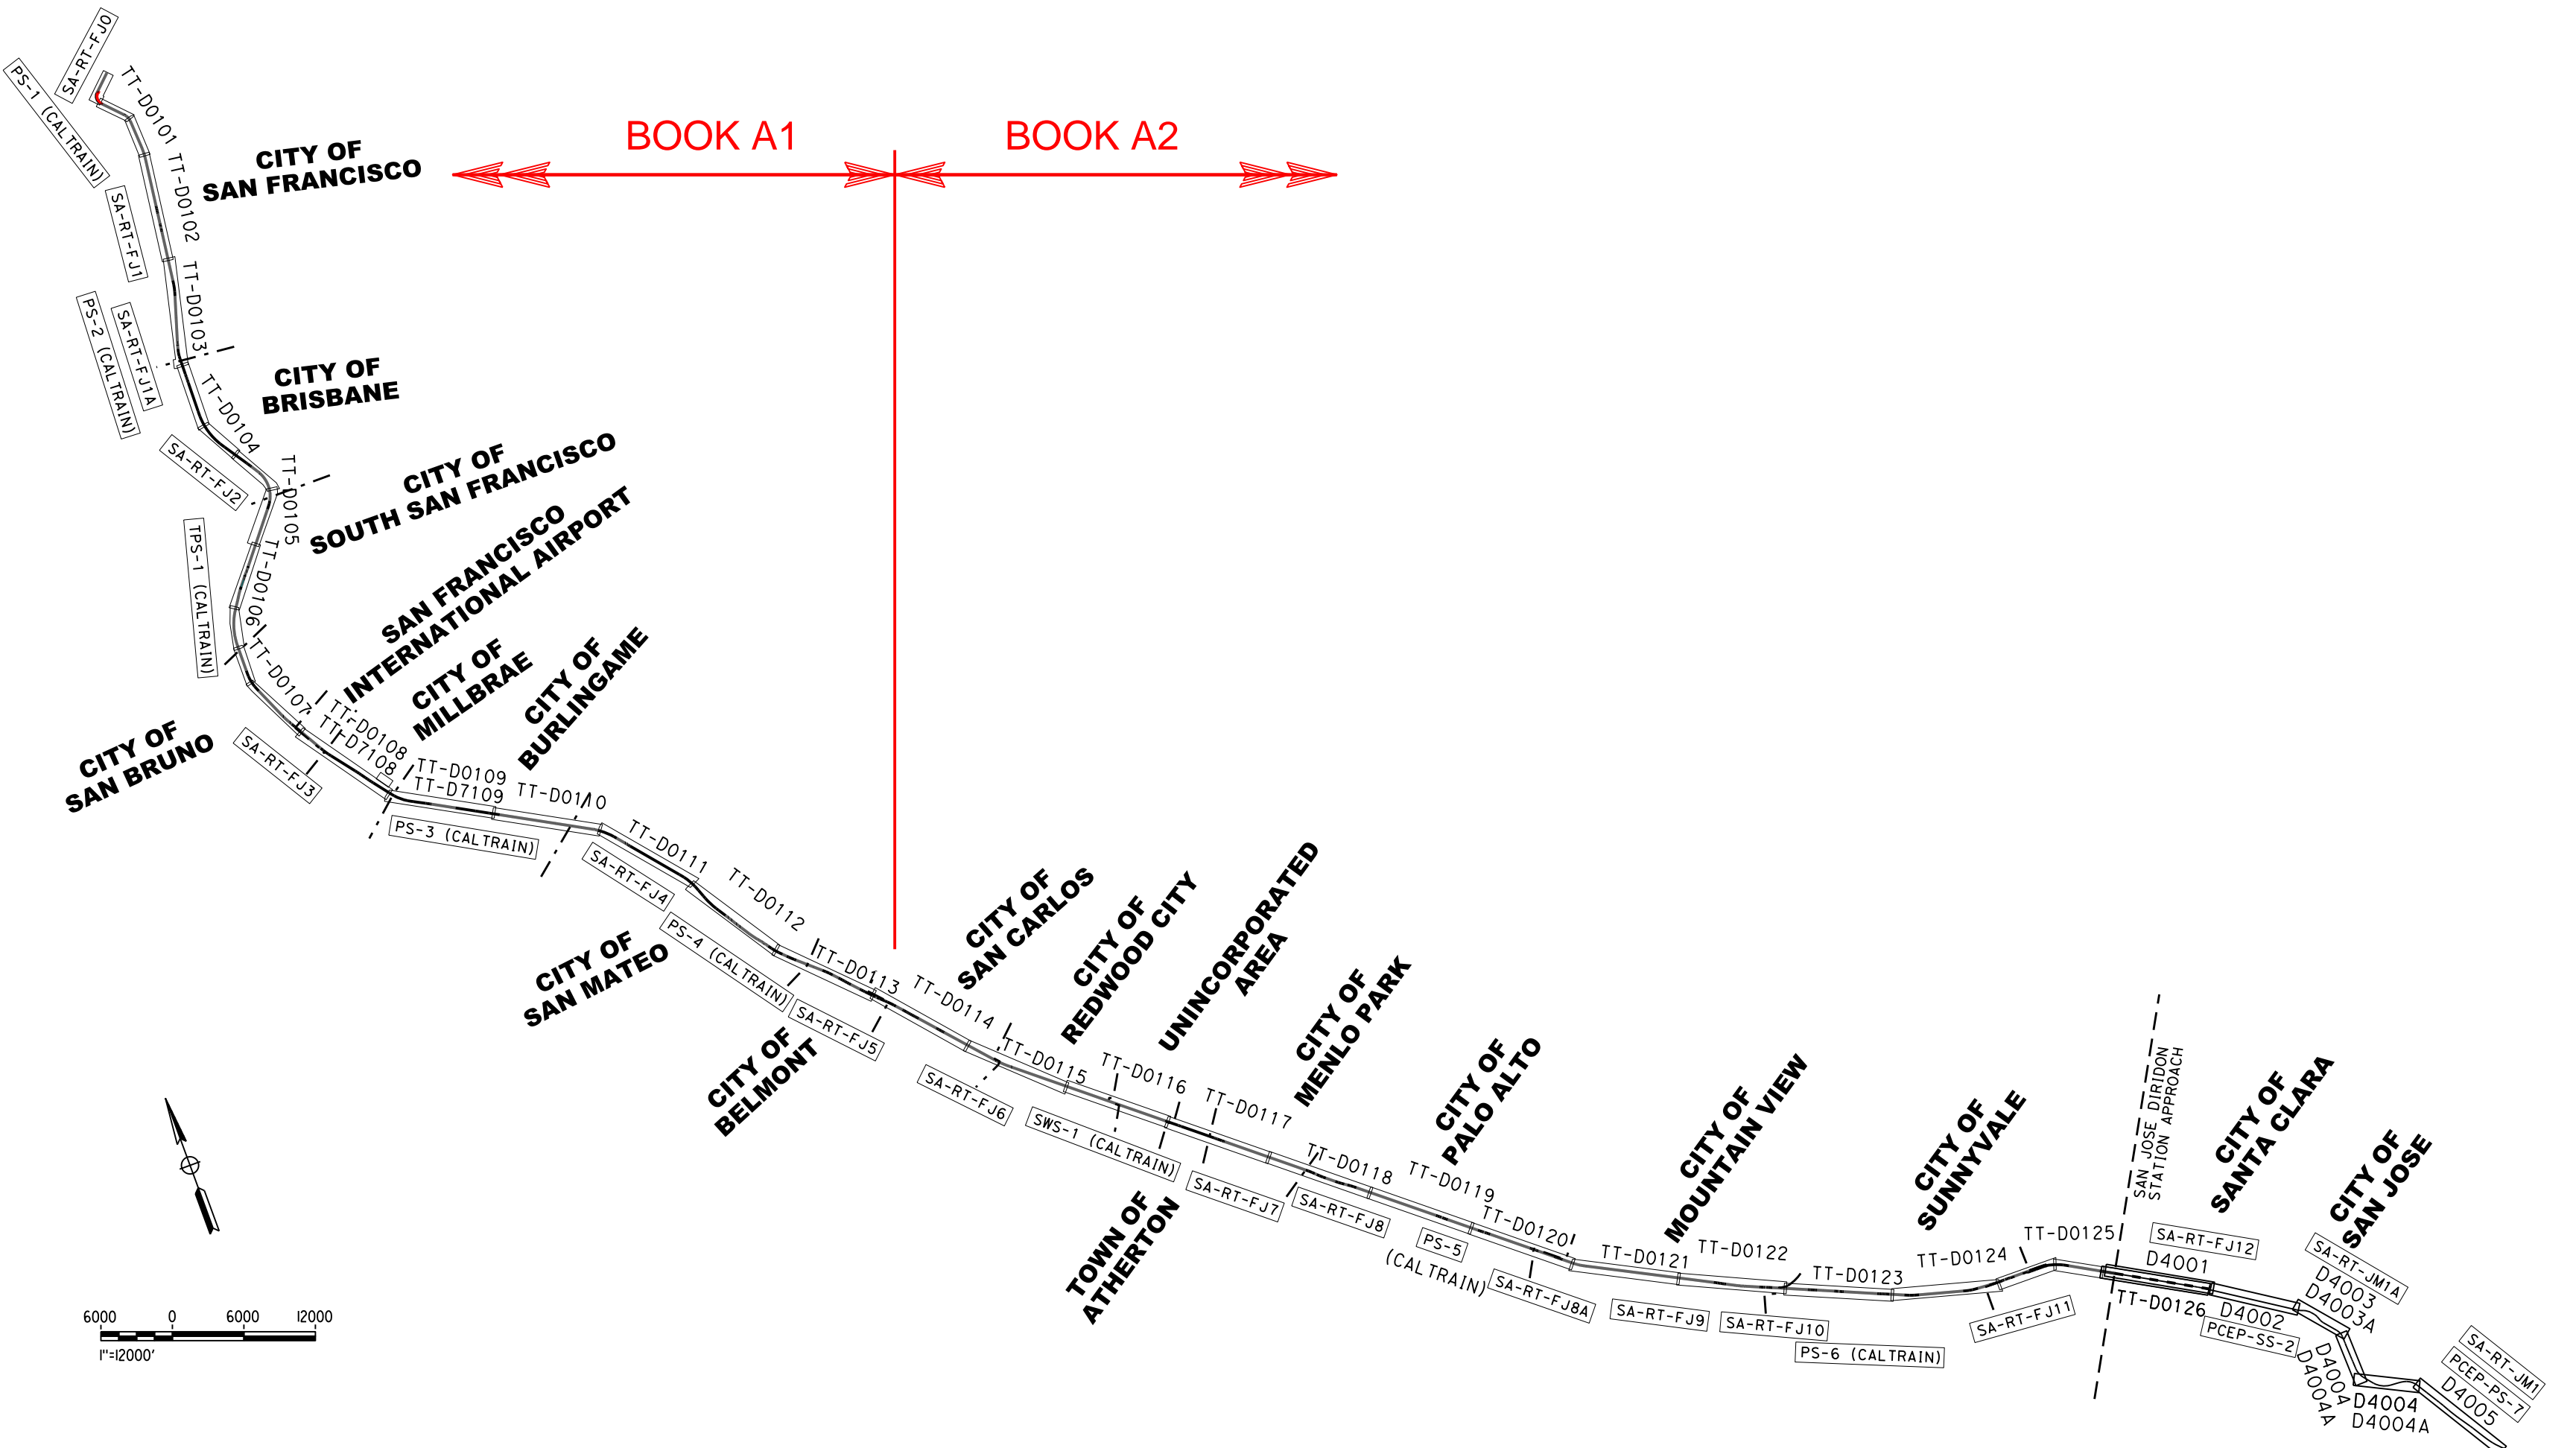 SA-RT-FJ0
PS-1 (CALTRAIN)
TT-D0101
CITY OF
SAN FRANCISCO
BOOK A1
BOOK A2
TT-D0102
SA-RT-FJ1
TT-D0103
PS-2 (CALTRAIN)
SA-RT-FJ1A
CITY OF
BRISBANE
TT-D0104
SA-RT-FJ2
TT-D0105
CITY OF
SOUTH SAN FRANCISCO
TPS-1 (CALTRAIN)
TT-D0106
SAN FRANCISCO
INTERNATIONAL AIRPORT
TT-D0107
CITY OF
MILLBRAE
CITY OF
BURLINGAME
CITY OF
SAN BRUNO
SA-RT-FJ3
TT-D0108
TT-D7108
TT-D0109
TT-D7109
TT-D0110
PS-3 (CALTRAIN)
TT-D0111
SA-RT-FJ4
TT-D0112
PS-4 (CALTRAIN)
CITY OF
SAN MATEO
TT-D0113
SA-RT-FJ5
CITY OF
BELMONT
TT-D0114
CITY OF
SAN CARLOS
SA-RT-FJ6
TT-D0115
CITY OF
REDWOOD CITY
SWS-1 (CALTRAIN)
TT-D0116
UNINCORPORATED
AREA
TOWN OF
ATHERTON
TT-D0117
SA-RT-FJ7
CITY OF
MENLO PARK
TT-D0118
SA-RT-FJ8
TT-D0119
CITY OF
PALO ALTO
PS-5
(CALTRAIN)
TT-D0120
SA-RT-FJ8A
TT-D0121
SA-RT-FJ9
CITY OF
MOUNTAIN VIEW
TT-D0122
SA-RT-FJ10
TT-D0123
PS-6 (CALTRAIN)
CITY OF
SUNNYVALE
TT-D0124
SA-RT-FJ11
TT-D0125
SAN JOSE DIRIDON
STATION APPROACH
CITY OF
SANTA CLARA
SA-RT-FJ12
D4001
TT-D0126
D4002
PCEP-SS-2
CITY OF
SAN JOSE
SA-RT-JM1A
D4003
D4003A
D4004
D4004A
D4004
D4004A
SA-RT-JM1
PCEP-PS-7
D4005
6000 0 6000 12000
1"=12000'